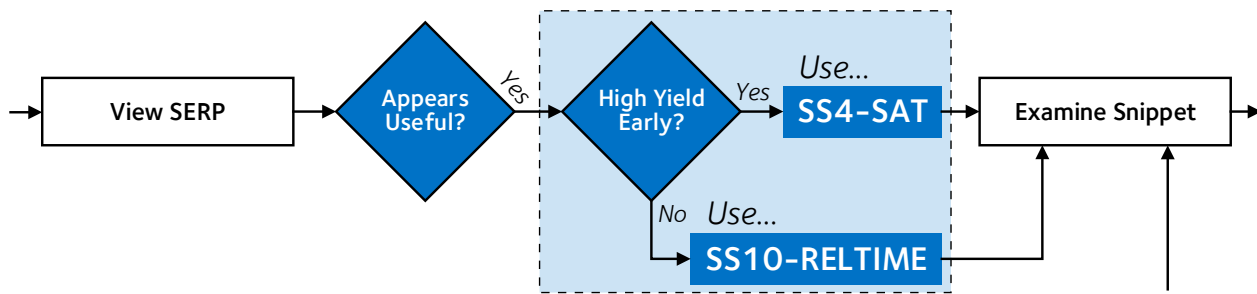 View SERP
Appears
Useful?
Yes
High Yield
Early?
Yes
Use...
SS4-SAT
Examine Snippet
No
Use...
SS10-RELTIME